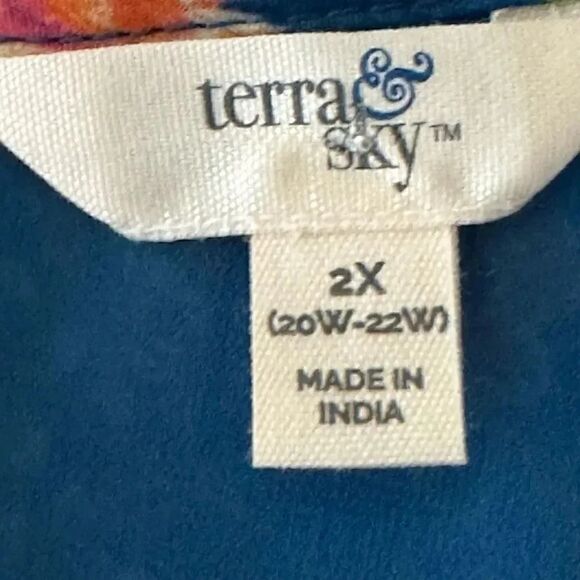 terra &
sky™
2X
(20W-22W)
MADE IN
INDIA